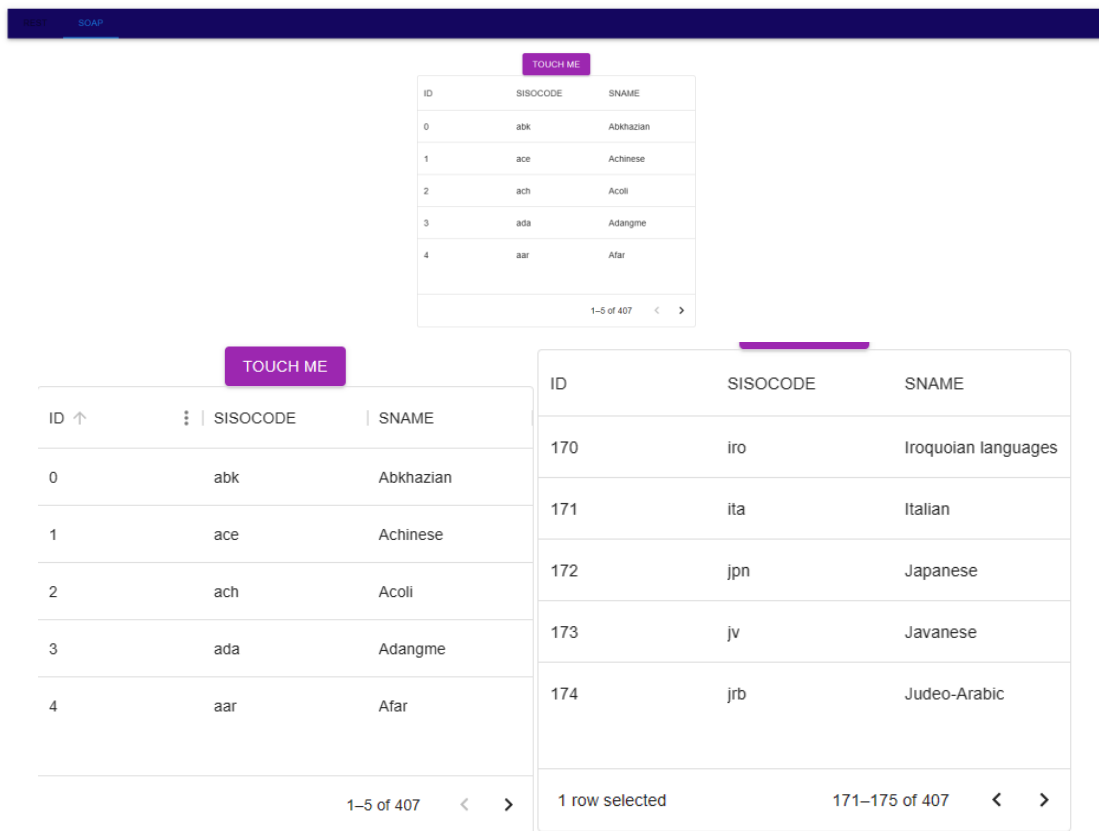 REST SOAP
TOUCH ME
ID SISOCODE SNAME
0 abk Abkhazian
1 ace Achinese
2 ach Acoli
3 ada Adangme
4 aar Afar
1–5 of 407
TOUCH ME
ID SISOCODE SNAME
0 abk Abkhazian
1 ace Achinese
2 ach Acoli
3 ada Adangme
4 aar Afar
1–5 of 407
ID SISOCODE SNAME
170 iro Iroquoian languages
171 ita Italian
172 jpn Japanese
173 jv Javanese
174 jrb Judeo-Arabic
1 row selected 171–175 of 407